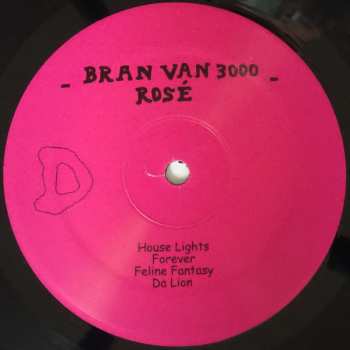 - BRAN VAN 3000 -
ROSÉ
D
House Lights
Forever
Feline Fantasy
Da Lion